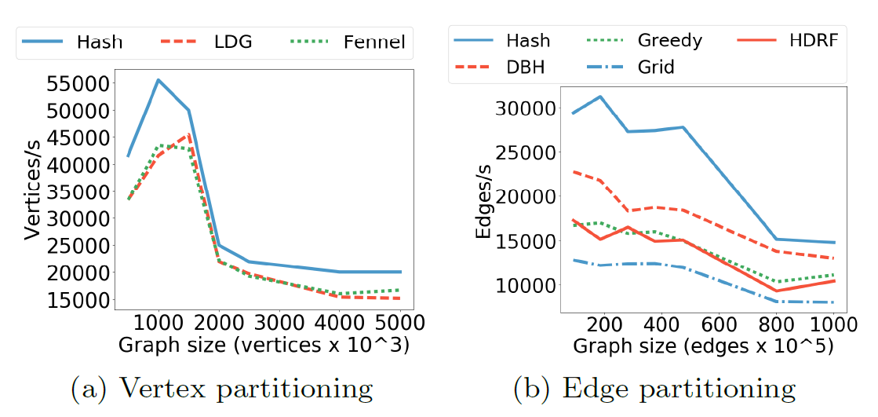 Hash LDG Fennel
55000
50000
45000
40000
35000
30000
25000
20000
15000
Vertices/s
1000 2000 3000 4000 5000
Graph size (vertices x 10^3)
(a) Vertex partitioning
Hash Greedy HDRF
DBH Grid
30000
25000
20000
15000
10000
Edges/s
200 400 600 800 1000
Graph size (edges x 10^5)
(b) Edge partitioning